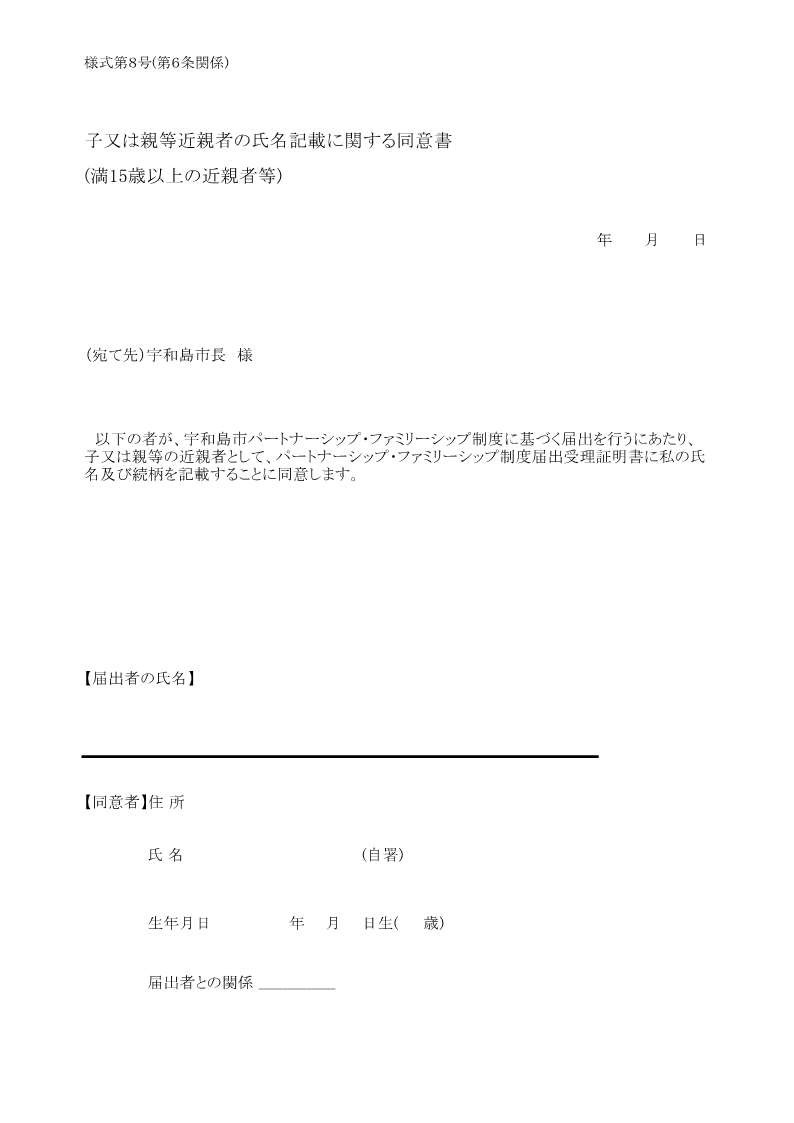 様式第8号(第6条関係)
子又は親等近親者の氏名記載に関する同意書
(満15歳以上の近親者等)
年 月 日
(宛て先)宇和島市長 様
以下の者が、宇和島市パートナーシップ・ファミリーシップ制度に基づく届出を行うにあたり、
子又は親等の近親者として、パートナーシップ・ファミリーシップ制度届出受理証明書に私の氏
名及び続柄を記載することに同意します。
【届出者の氏名】
【同意者】住 所
氏 名 (自署)
生年月日 年 月 日生( 歳)
届出者との関係 __________